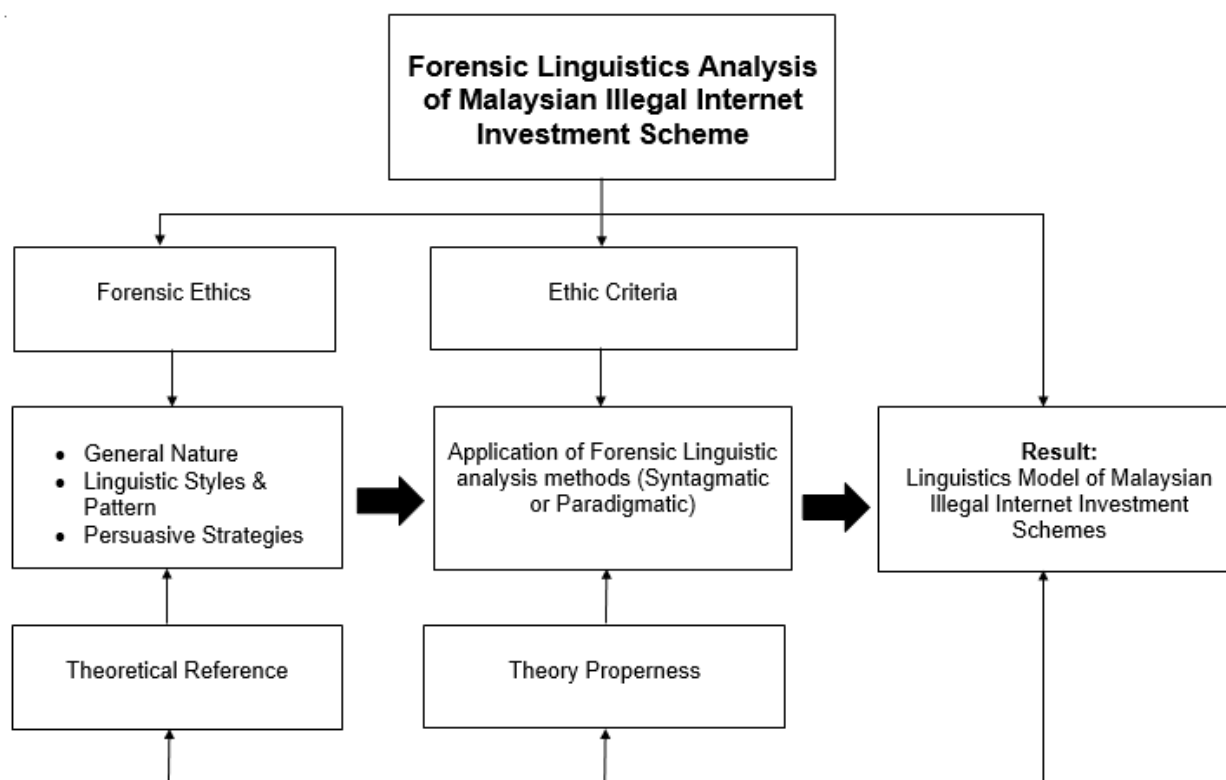 Forensic Linguistics Analysis
of Malaysian Illegal Internet
Investment Scheme
Forensic Ethics
Ethic Criteria
• General Nature
• Linguistic Styles &
Pattern
• Persuasive Strategies
Application of Forensic Linguistic
analysis methods (Syntagmatic
or Paradigmatic)
Result:
Linguistics Model of Malaysian
Illegal Internet Investment
Schemes
Theoretical Reference
Theory Properness